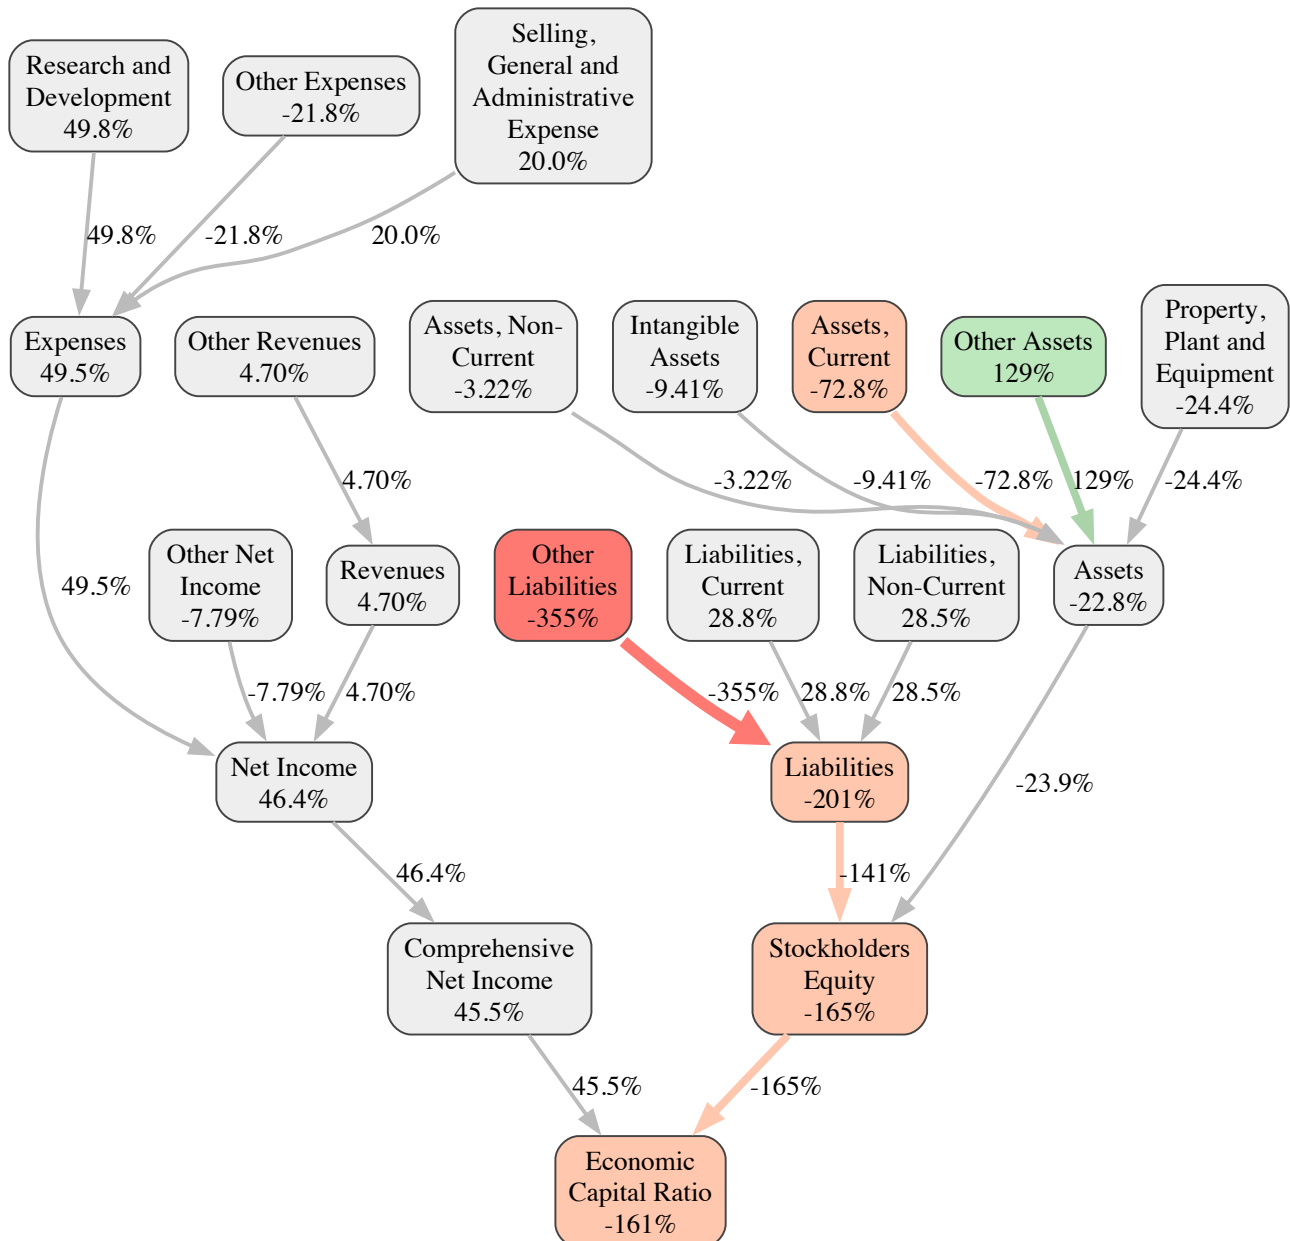 Research and
Development
49.8%
Other Expenses
-21.8%
Selling,
General and
Administrative
Expense
20.0%
49.8%
-21.8%
20.0%
Expenses
49.5%
Other Revenues
4.70%
Assets, Non-
Current
-3.22%
Intangible
Assets
-9.41%
Assets,
Current
-72.8%
Other Assets
129%
Property,
Plant and
Equipment
-24.4%
4.70%
-3.22%
-9.41%
-72.8%
129%
-24.4%
49.5%
Other Net
Income
-7.79%
Revenues
4.70%
Other
Liabilities
-355%
Liabilities,
Current
28.8%
Liabilities,
Non-Current
28.5%
Assets
-22.8%
-7.79%
4.70%
-355%
28.8%
28.5%
Net Income
46.4%
Liabilities
-201%
-23.9%
46.4%
-141%
Comprehensive
Net Income
45.5%
Stockholders
Equity
-165%
45.5%
-165%
Economic
Capital Ratio
-161%